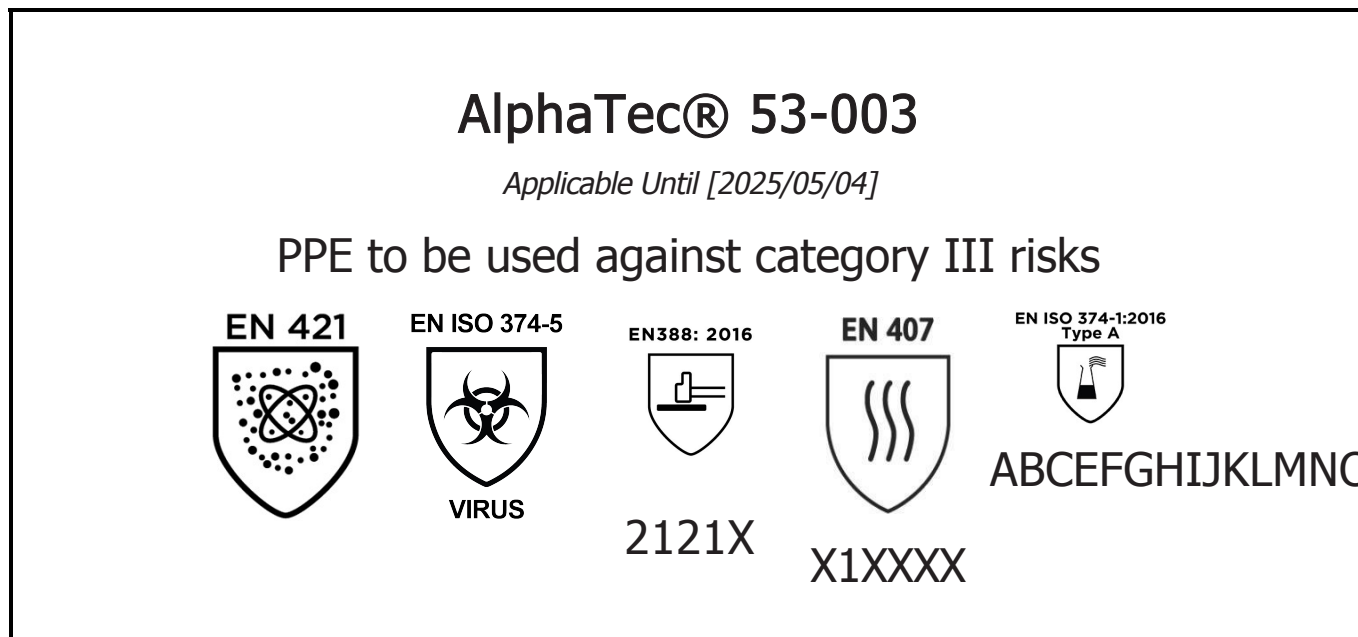 AlphaTec® 53-003
Applicable Until [2025/05/04]
PPE to be used against category III risks
EN 421
EN ISO 374-5
VIRUS
EN388: 2016
2121X
EN 407
X1XXXX
EN ISO 374-1:2016
Type A
ABCEFGHIJKLMN